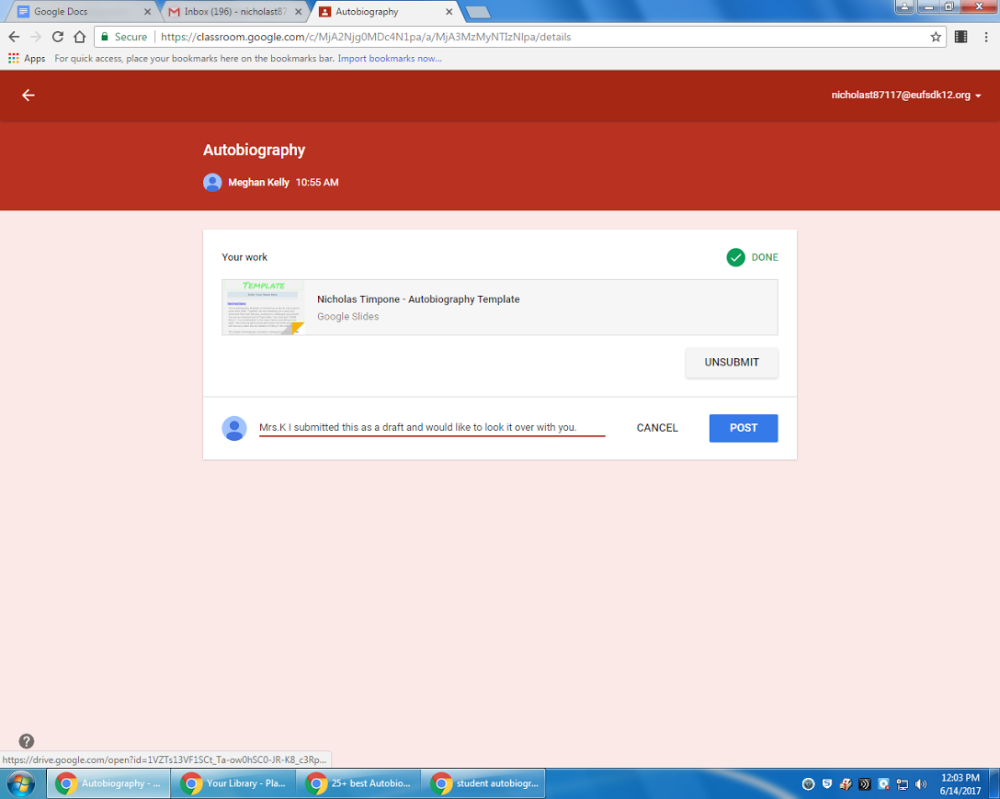 Google Docs
Inbox (196) - nicholast87
Autobiography
Secure
https://classroom.google.com/c/MjA2Njg0MDc4N1pa/a/MjA3MzMyNTIzNlpa/details
Apps
For quick access, place your bookmarks here on the bookmarks bar. Import bookmarks now...
nicholast87117@eufsdk12.org
Autobiography
Meghan Kelly 10:55 AM
Your work
DONE
TEMPLATE
Nicholas Timpone - Autobiography Template
Google Slides
UNSUBMIT
Mrs.K I submitted this as a draft and would like to look it over with you.
CANCEL
POST
https://drive.google.com/open?id=1VZTs13VF1SCt_Ta-ow0hSC0-JR-K8_c3Rp...
Autobiography - ...
Your Library - Pla...
25+ best Autobio...
student autobiogr...
12:03 PM
6/14/2017